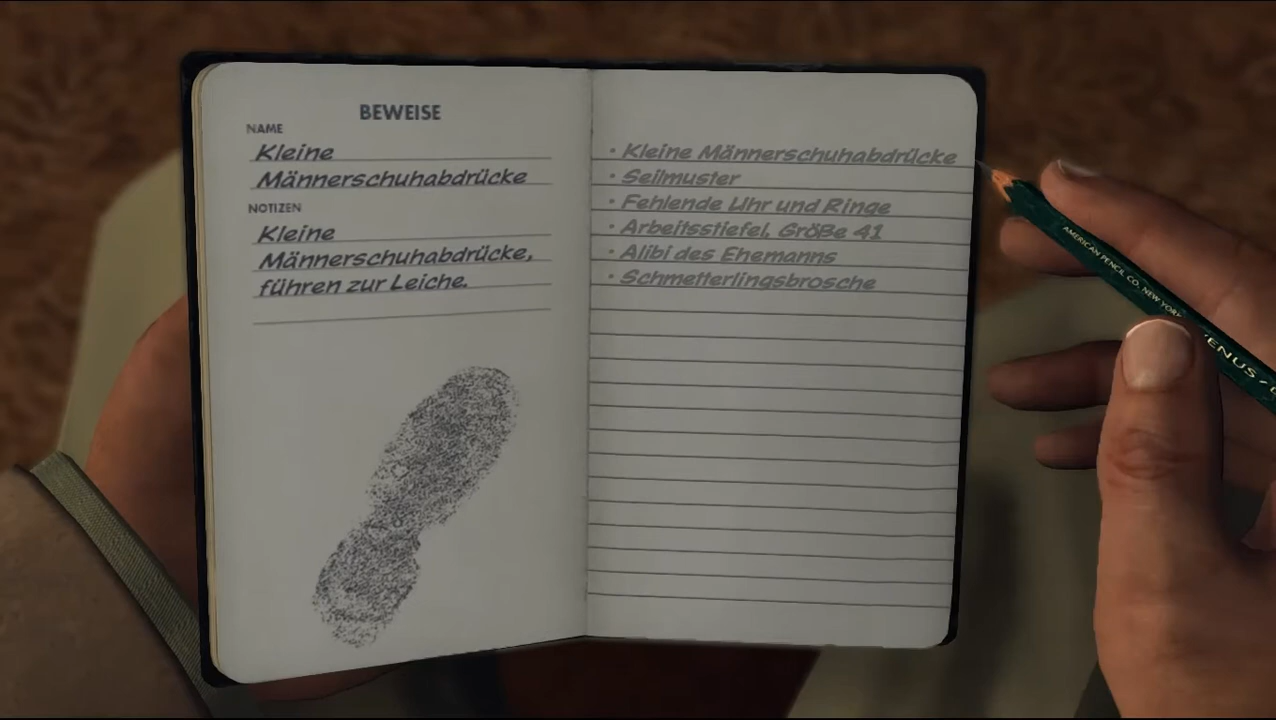 BEWEISE
NAME
Kleine
Männerschuhabdrücke
NOTIZEN
Kleine
Männerschuhabdrücke,
führen zur Leiche.
• Kleine Männerschuhabdrücke
• Seilmuster
• Fehlende Uhr und Ringe
• Arbeitsstiefel, Größe 41
• Alibi des Ehemanns
• Schmetterlingsbrosche
AMERICAN PENCIL CO. NEW YORK